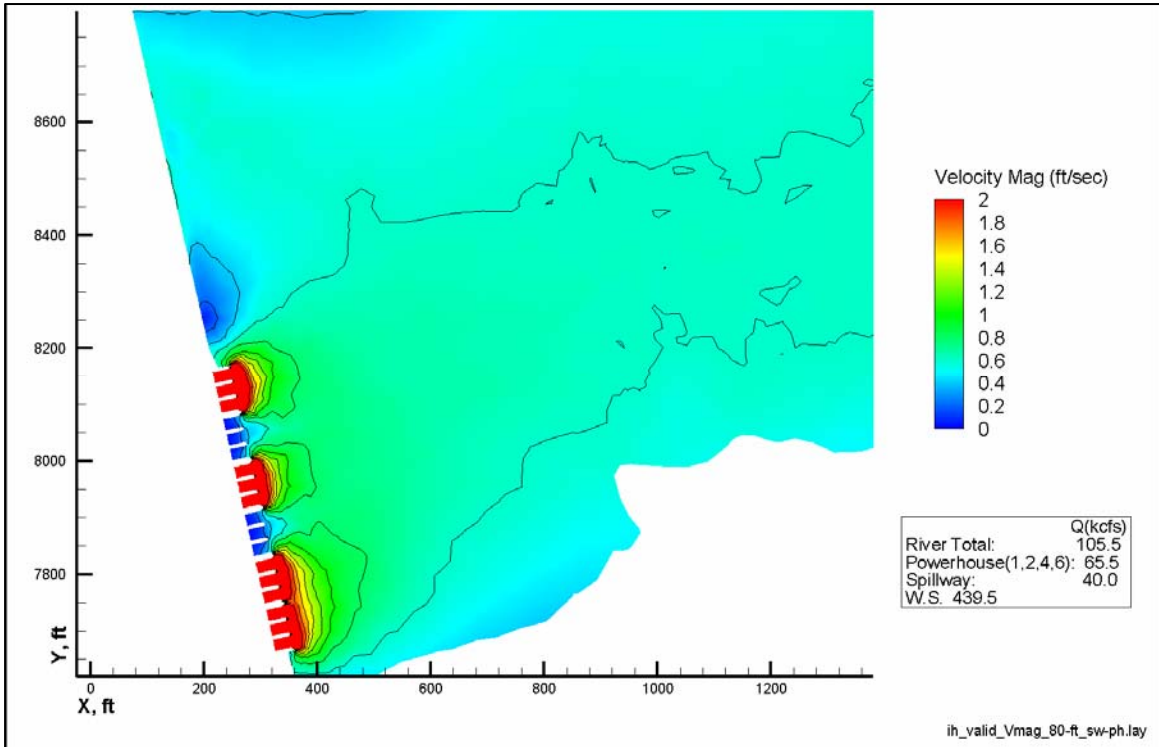 8600
8400
8200
8000
7800
Y, ft
0 200 400 600 800 1000 1200
X, ft
Velocity Mag (ft/sec)
2
1.8
1.6
1.4
1.2
1
0.8
0.6
0.4
0.2
0
Q(kcfs)
River Total: 105.5
Powerhouse(1,2,4,6): 65.5
Spillway: 40.0
W.S. 439.5
ih_valid_Vmag_80-ft_sw-ph.lay